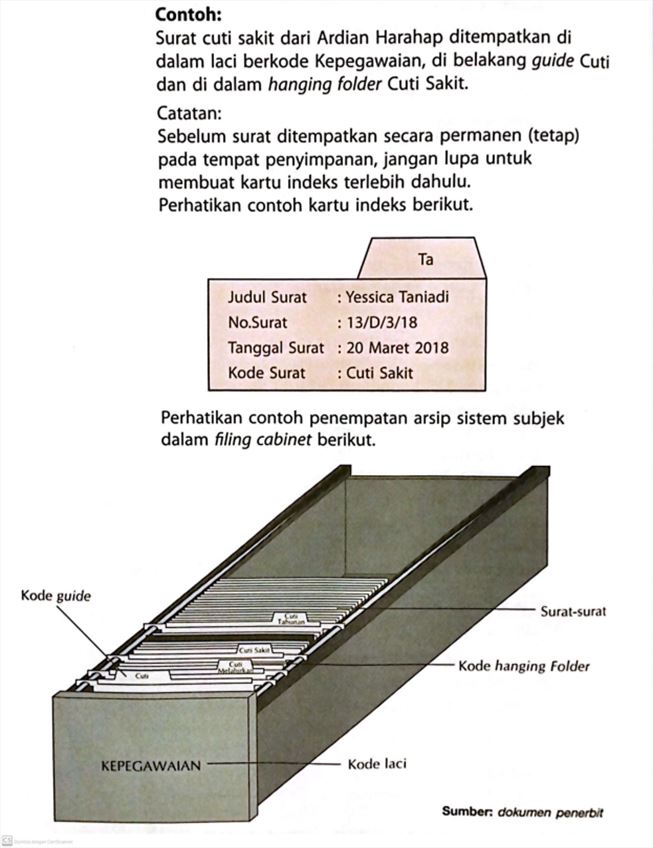 Contoh:
Surat cuti sakit dari Ardian Harahap ditempatkan di
dalam laci berkode Kepegawaian, di belakang guide Cuti
dan di dalam hanging folder Cuti Sakit.
Catatan:
Sebelum surat ditempatkan secara permanen (tetap)
pada tempat penyimpanan, jangan lupa untuk
membuat kartu indeks terlebih dahulu.
Perhatikan contoh kartu indeks berikut.
Ta
Judul Surat : Yessica Taniadi
No.Surat : 13/D/3/18
Tanggal Surat : 20 Maret 2018
Kode Surat : Cuti Sakit
Perhatikan contoh penempatan arsip sistem subjek
dalam filing cabinet berikut.
Kode guide
Cuti
Tahunan
Surat-surat
Cuti Sakit
Cuti
Melahirkan
Kode hanging Folder
Cuti
KEPEGAWAIAN
Kode laci
Sumber: dokumen penerbit
CS Dipindai dengan CamScanner